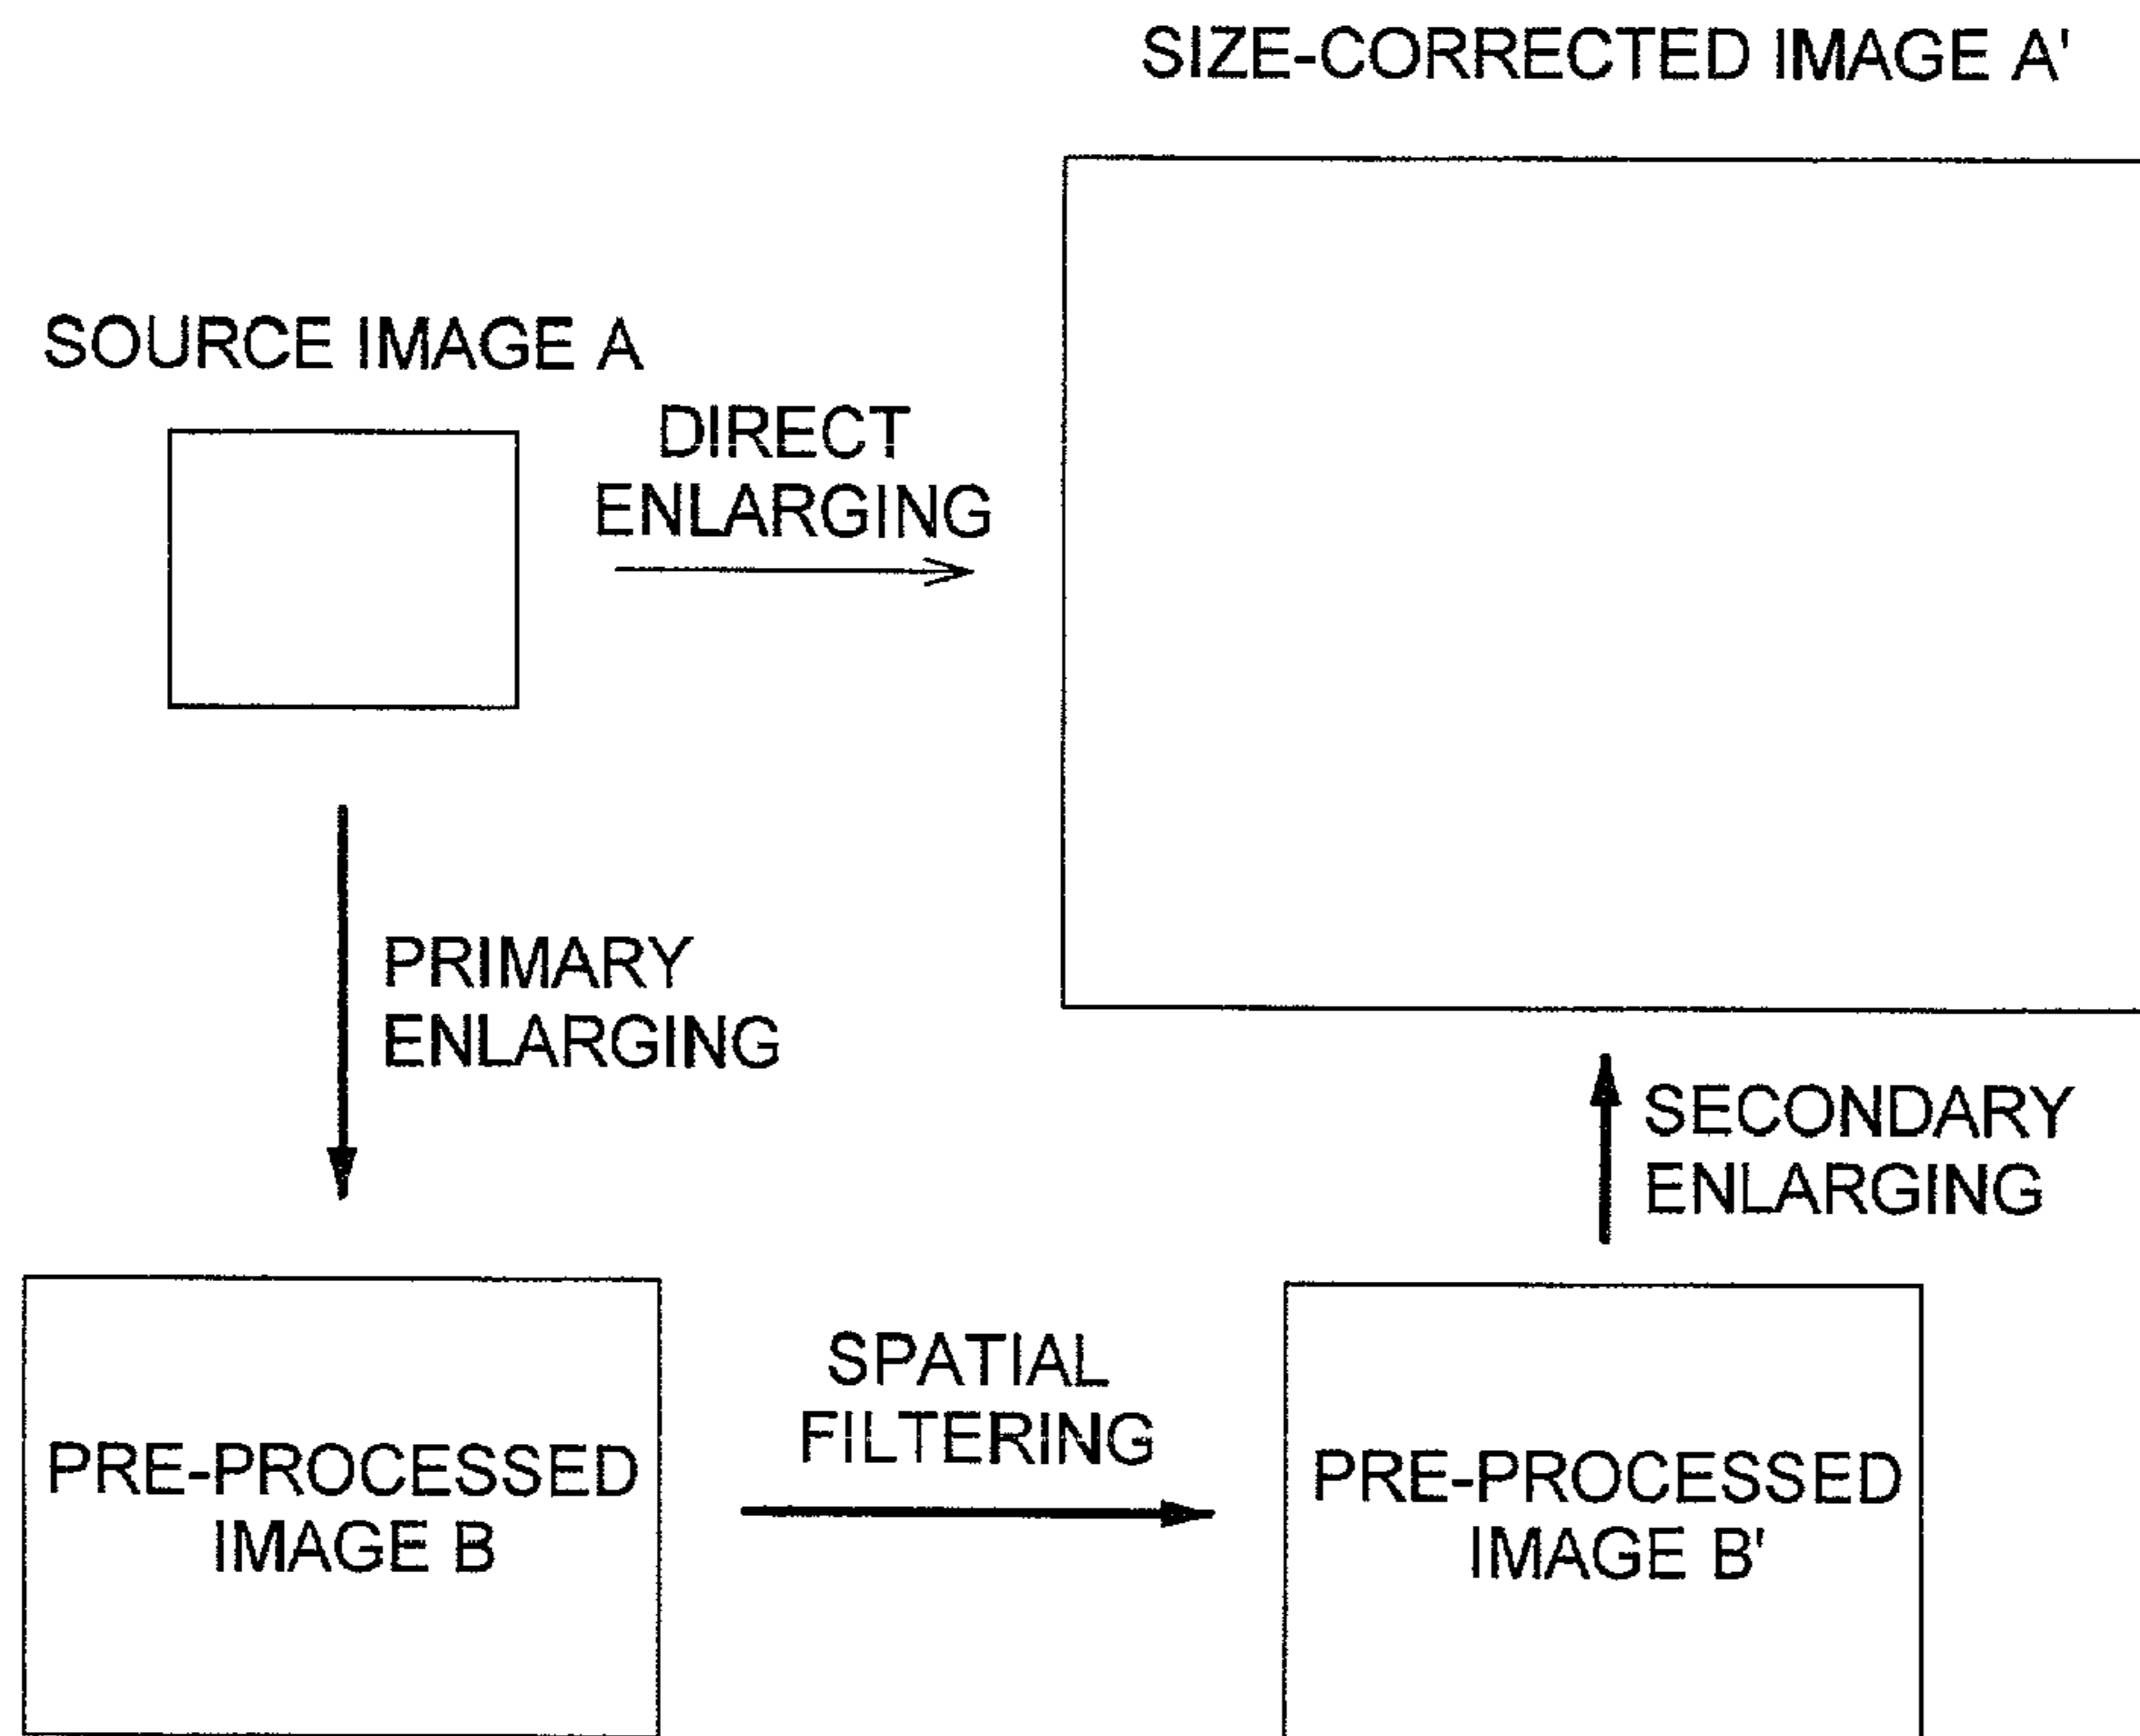 SIZE-CORRECTED IMAGE A'
SOURCE IMAGE A
DIRECT
ENLARGING
PRIMARY
ENLARGING
SECONDARY
ENLARGING
SPATIAL
FILTERING
PRE-PROCESSED
IMAGE B
PRE-PROCESSED
IMAGE B'